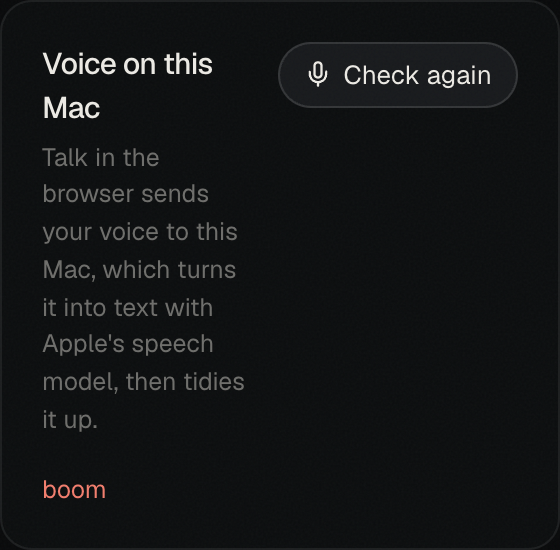 Voice on this
Mac
Check again
Talk in the
browser sends
your voice to this
Mac, which turns
it into text with
Apple's speech
model, then tidies
it up.
boom